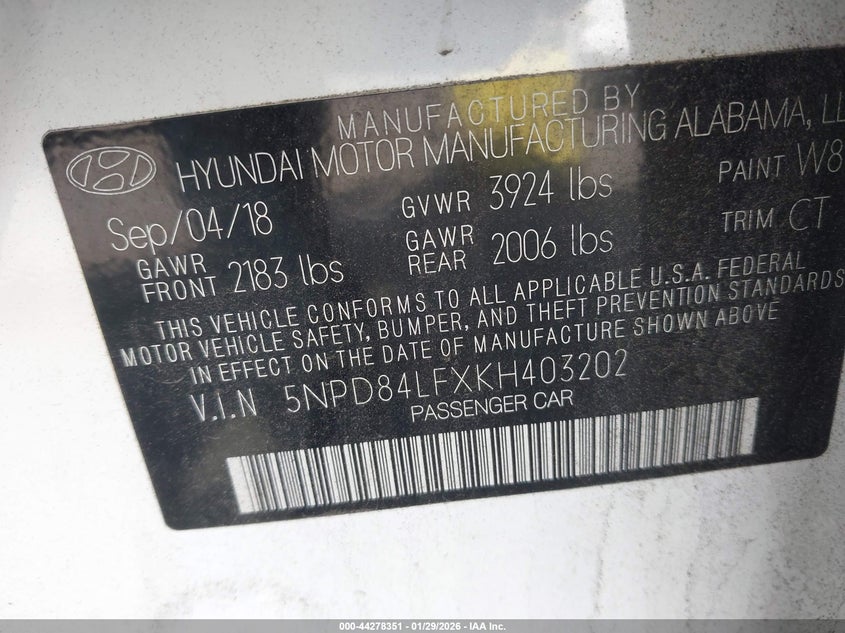 MANUFACTURED BY
HYUNDAI MOTOR MANUFACTURING ALABAMA, LL
Sep/04/18 GVWR 3924 lbs PAINT W8
GAWR FRONT 2183 lbs GAWR REAR 2006 lbs TRIM CT
THIS VEHICLE CONFORMS TO ALL APPLICABLE U.S.A. FEDERAL
MOTOR VEHICLE SAFETY, BUMPER, AND THEFT PREVENTION STANDARDS
IN EFFECT ON THE DATE OF MANUFACTURE SHOWN ABOVE
V.I.N 5NPD84LFXKH403202
PASSENGER CAR
000-44278351 | 01/29/2026 - IAA Inc.